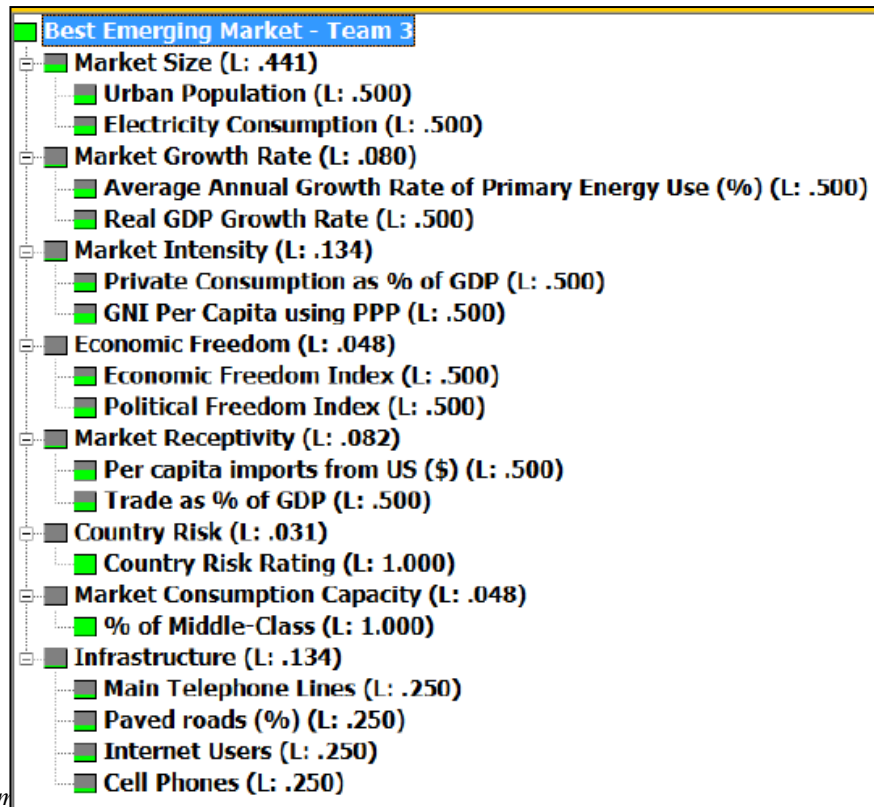 Best Emerging Market - Team 3
Market Size (L: .441)
Urban Population (L: .500)
Electricity Consumption (L: .500)
Market Growth Rate (L: .080)
Average Annual Growth Rate of Primary Energy Use (%) (L: .500)
Real GDP Growth Rate (L: .500)
Market Intensity (L: .134)
Private Consumption as % of GDP (L: .500)
GNI Per Capita using PPP (L: .500)
Economic Freedom (L: .048)
Economic Freedom Index (L: .500)
Political Freedom Index (L: .500)
Market Receptivity (L: .082)
Per capita imports from US ($) (L: .500)
Trade as % of GDP (L: .500)
Country Risk (L: .031)
Country Risk Rating (L: 1.000)
Market Consumption Capacity (L: .048)
% of Middle-Class (L: 1.000)
Infrastructure (L: .134)
Main Telephone Lines (L: .250)
Paved roads (%) (L: .250)
Internet Users (L: .250)
Cell Phones (L: .250)